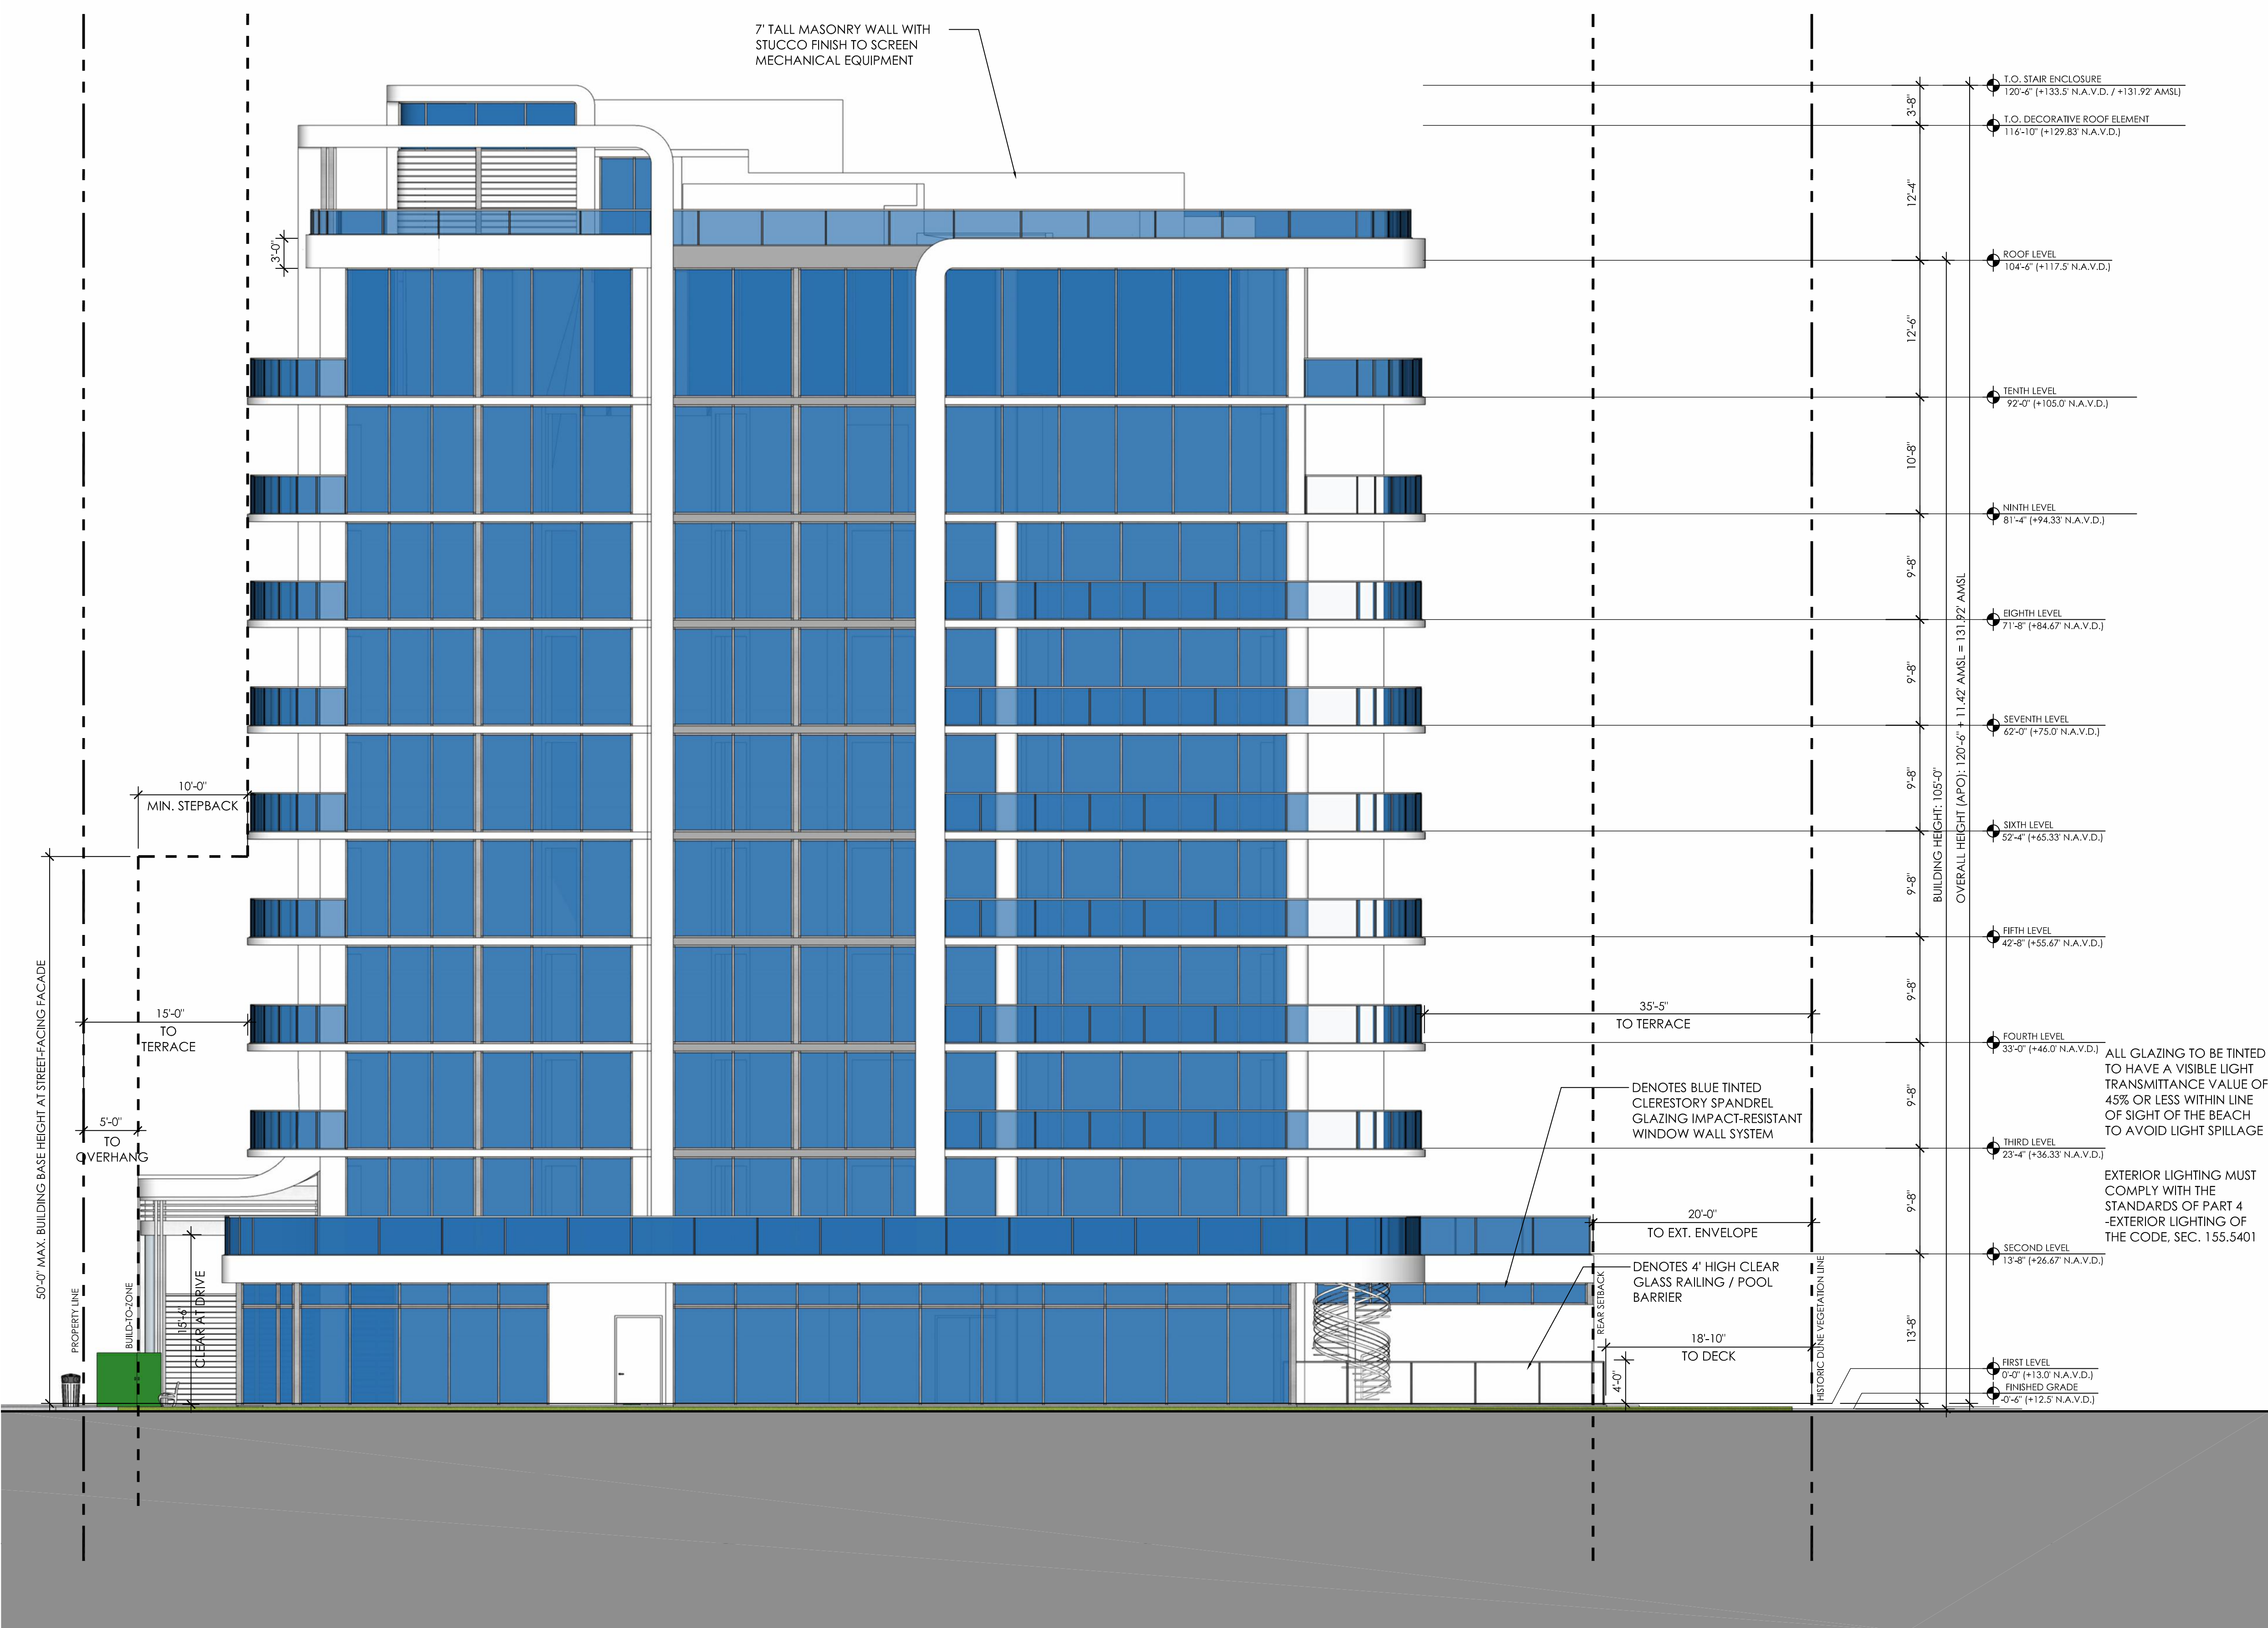 7' TALL MASONRY WALL WITH
STUCCO FINISH TO SCREEN
MECHANICAL EQUIPMENT
T.O. STAIR ENCLOSURE
120'-6" (+133.5' N.A.V.D. / +131.92' AMSL)
3'-8"
T.O. DECORATIVE ROOF ELEMENT
116'-10" (+129.83' N.A.V.D.)
12'-4"
3'-0"
ROOF LEVEL
104'-6" (+117.5' N.A.V.D.)
12'-6"
TENTH LEVEL
92'-0" (+105.0' N.A.V.D.)
10'-8"
NINTH LEVEL
81'-4" (+94.33' N.A.V.D.)
9'-8"
EIGHTH LEVEL
71'-8" (+84.67' N.A.V.D.)
9'-8"
SEVENTH LEVEL
62'-0" (+75.0' N.A.V.D.)
9'-8"
BUILDING HEIGHT: 105'-0"
OVERALL HEIGHT (APO): 120'-6" + 11.42' AMSL = 131.92' AMSL
10'-0"
MIN. STEPBACK
SIXTH LEVEL
52'-4" (+65.33' N.A.V.D.)
9'-8"
FIFTH LEVEL
42'-8" (+55.67' N.A.V.D.)
9'-8"
50'-0" MAX. BUILDING BASE HEIGHT AT STREET-FACING FACADE
15'-0"
TO
TERRACE
35'-5"
TO TERRACE
FOURTH LEVEL
33'-0" (+46.0' N.A.V.D.)
9'-8"
ALL GLAZING TO BE TINTED
TO HAVE A VISIBLE LIGHT
TRANSMITTANCE VALUE OF
45% OR LESS WITHIN LINE
OF SIGHT OF THE BEACH
TO AVOID LIGHT SPILLAGE
DENOTES BLUE TINTED
CLERESTORY SPANDREL
GLAZING IMPACT-RESISTANT
WINDOW WALL SYSTEM
5'-0"
TO
OVERHANG
THIRD LEVEL
23'-4" (+36.33' N.A.V.D.)
9'-8"
EXTERIOR LIGHTING MUST
COMPLY WITH THE
STANDARDS OF PART 4
-EXTERIOR LIGHTING OF
THE CODE, SEC. 155.5401
20'-0"
TO EXT. ENVELOPE
SECOND LEVEL
13'-8" (+26.67' N.A.V.D.)
DENOTES 4' HIGH CLEAR
GLASS RAILING / POOL
BARRIER
PROPERTY LINE
BUILD-TO-ZONE
15'-6"
CLEAR AT DRIVE
REAR SETBACK
HISTORIC DUNE VEGETATION LINE
13'-8"
18'-10"
TO DECK
4'-0"
FIRST LEVEL
0'-0" (+13.0' N.A.V.D.)
FINISHED GRADE
-0'-6" (+12.5' N.A.V.D.)